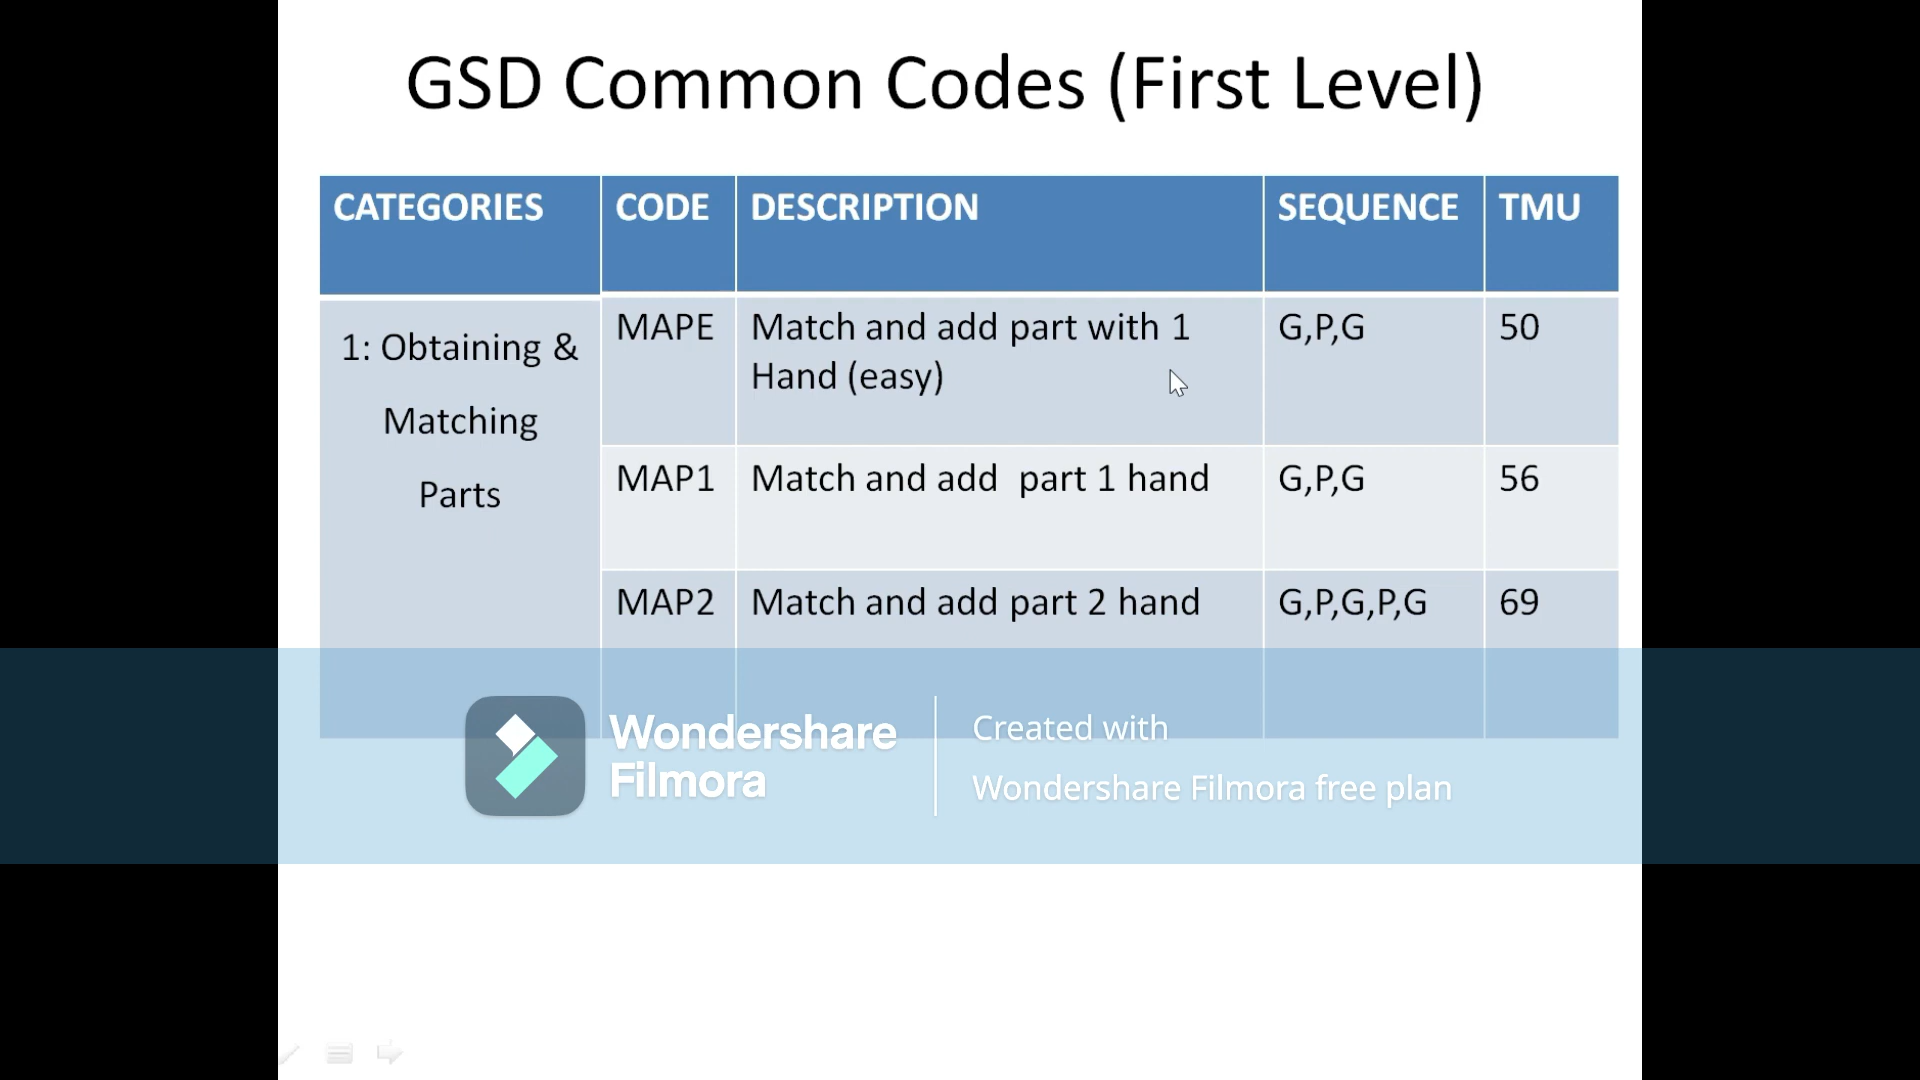 GSD Common Codes (First Level)
CATEGORIES CODE DESCRIPTION SEQUENCE TMU
1: Obtaining &
Matching
Parts
MAPE Match and add part with 1 G,P,G 50
Hand (easy)
MAP1 Match and add part 1 hand G,P,G 56
MAP2 Match and add part 2 hand G,P,G,P,G 69
Wondershare
Filmora
Created with
Wondershare Filmora free plan